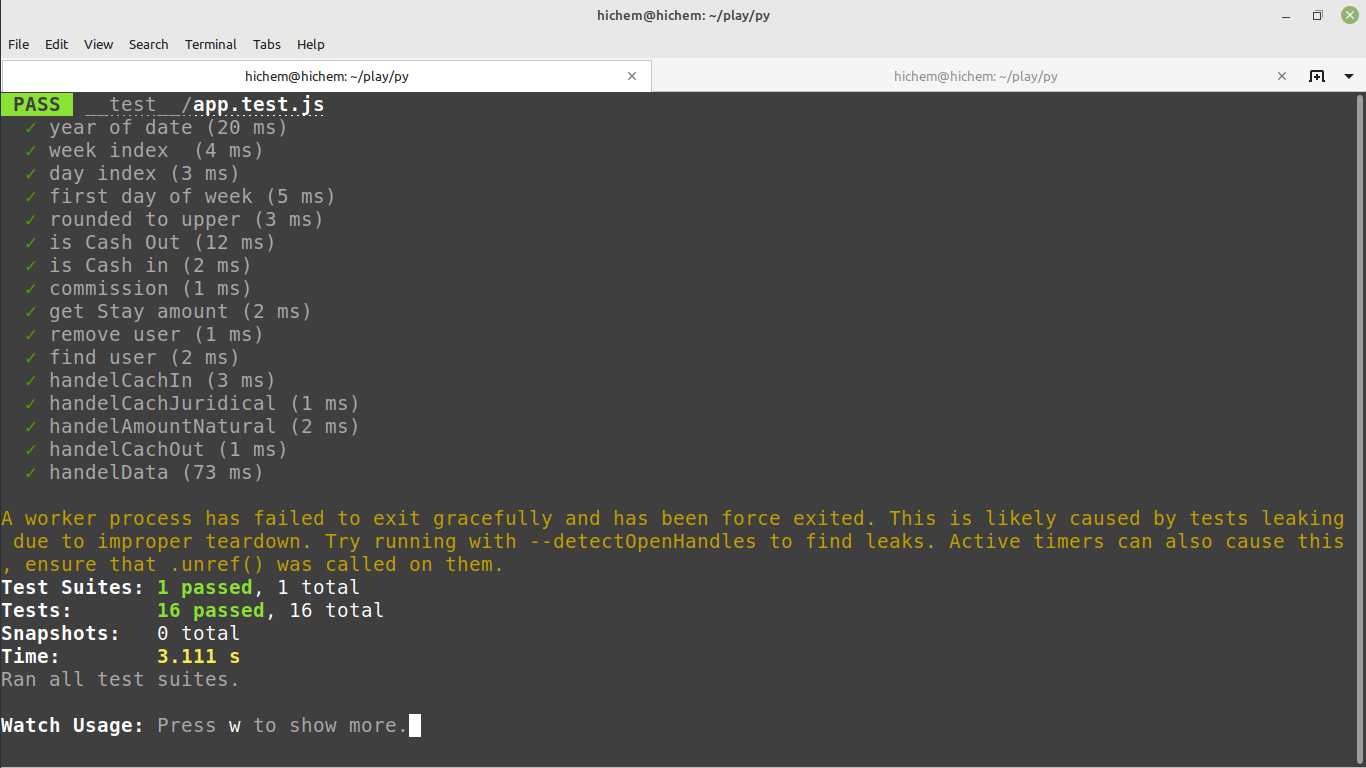 hichem@hichem: ~/play/py
File Edit View Search Terminal Tabs Help
hichem@hichem: ~/play/py hichem@hichem: ~/play/py
PASS __test__/app.test.js
✓ year of date (20 ms)
✓ week index  (4 ms)
✓ day index (3 ms)
✓ first day of week (5 ms)
✓ rounded to upper (3 ms)
✓ is Cash Out (12 ms)
✓ is Cash in (2 ms)
✓ commission (1 ms)
✓ get Stay amount (2 ms)
✓ remove user (1 ms)
✓ find user (2 ms)
✓ handelCachIn (3 ms)
✓ handelCachJuridical (1 ms)
✓ handelAmountNatural (2 ms)
✓ handelCachOut (1 ms)
✓ handelData (73 ms)
A worker process has failed to exit gracefully and has been force exited. This is likely caused by tests leaking
due to improper teardown. Try running with --detectOpenHandles to find leaks. Active timers can also cause this
, ensure that .unref() was called on them.
Test Suites: 1 passed, 1 total
Tests: 16 passed, 16 total
Snapshots: 0 total
Time: 3.111 s
Ran all test suites.
Watch Usage: Press w to show more.